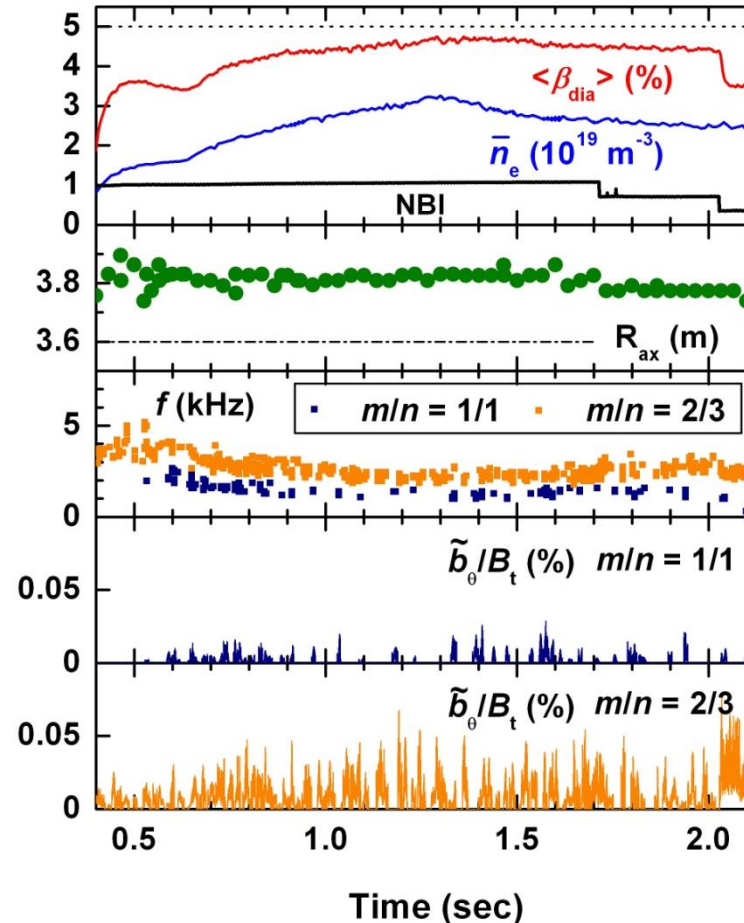 5
4
<β_dia> (%)
3
n̄_e (10^19 m^-3)
2
1
NBI
0
3.8
3.6
R_ax (m)
f (kHz)
m/n = 1/1 m/n = 2/3
5
0
b̃_θ/B_t (%) m/n = 1/1
0.05
0
b̃_θ/B_t (%) m/n = 2/3
0.05
0
0.5 1.0 1.5 2.0
Time (sec)